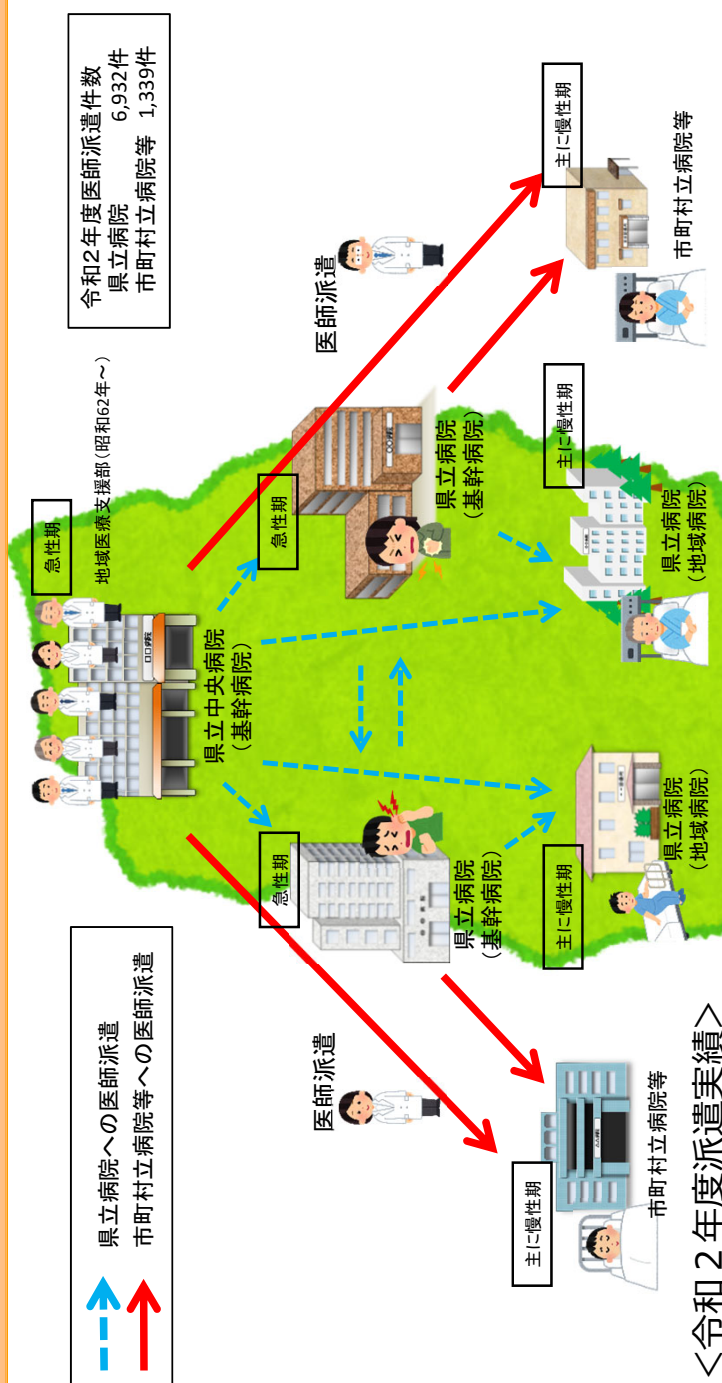 県立病院への医師派遣
市町村立病院等への医師派遣
急性期
地域医療支援部(昭和62年~)
令和2年度医師派遣件数
県立病院 6,932件
市町村立病院等 1,339件
県立中央病院
(基幹病院)
急性期
県立病院
(基幹病院)
急性期
県立病院
(基幹病院)
医師派遣
医師派遣
主に慢性期
市町村立病院等
主に慢性期
県立病院
(地域病院)
主に慢性期
県立病院
(地域病院)
主に慢性期
市町村立病院等
<令和2年度派遣実績>